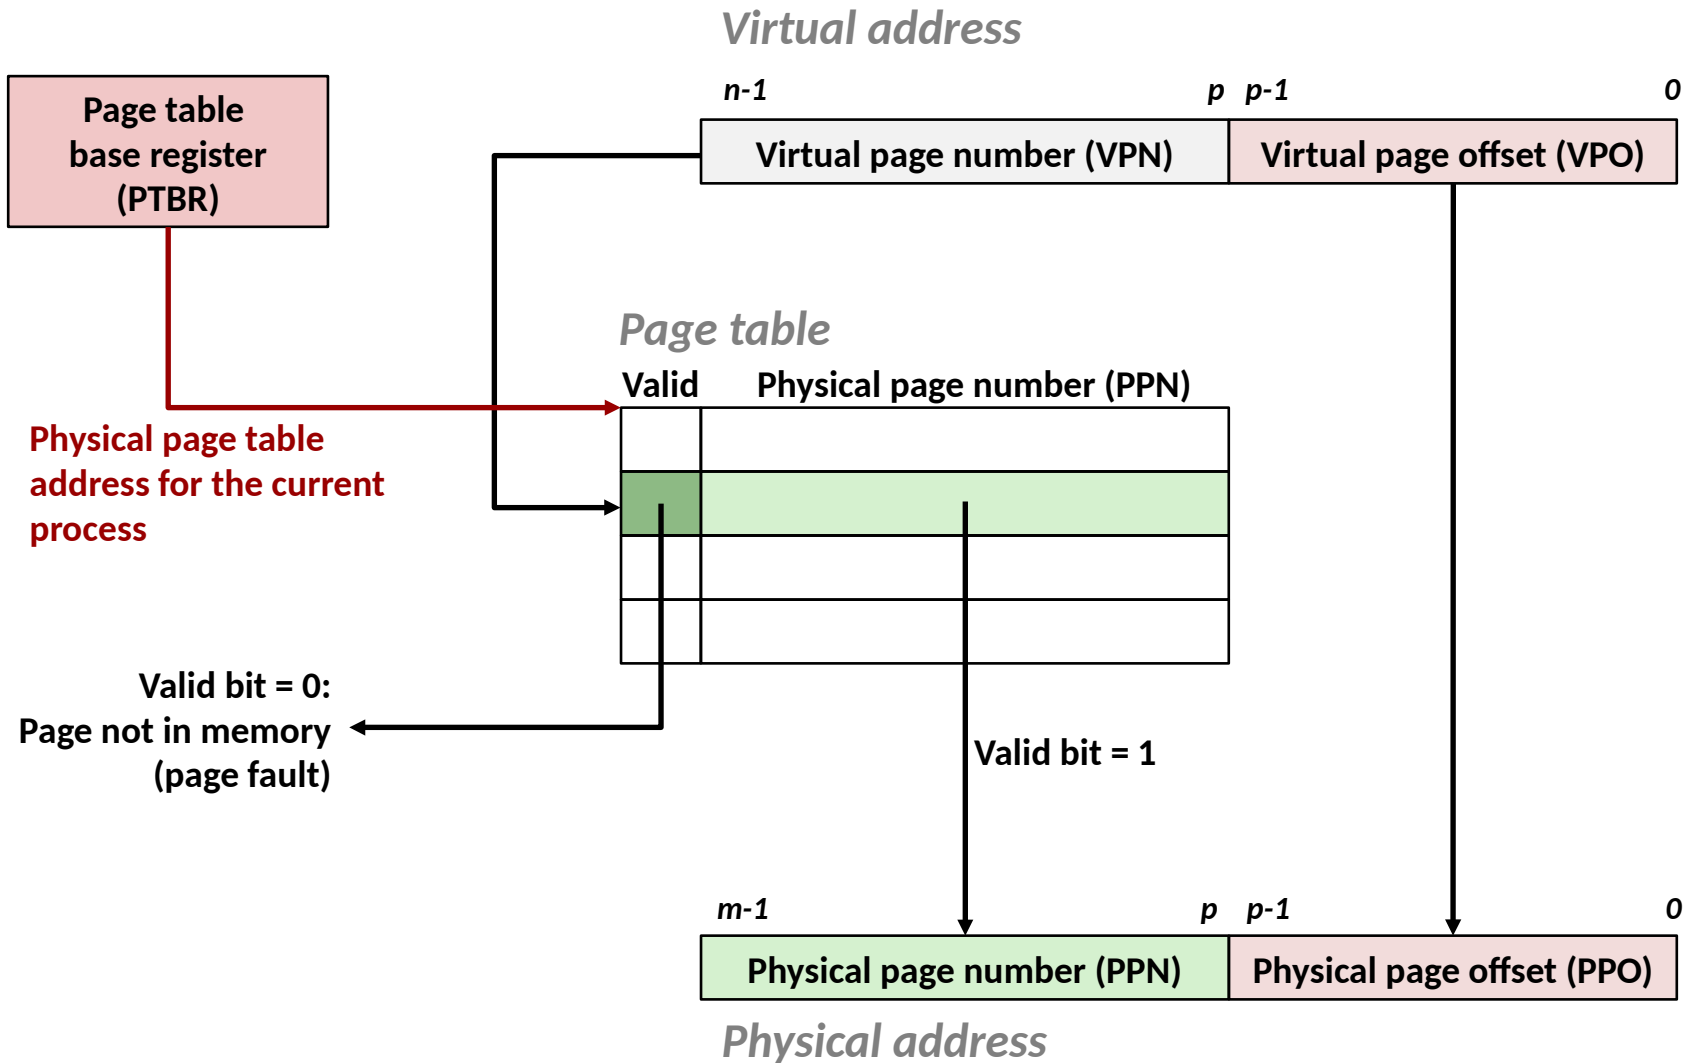 Virtual address
n-1 p p-1 0
Page table
base register
(PTBR)
Virtual page number (VPN) Virtual page offset (VPO)
Page table
Valid Physical page number (PPN)
Physical page table
address for the current
process
Valid bit = 0:
Page not in memory
(page fault)
Valid bit = 1
m-1 p p-1 0
Physical page number (PPN) Physical page offset (PPO)
Physical address